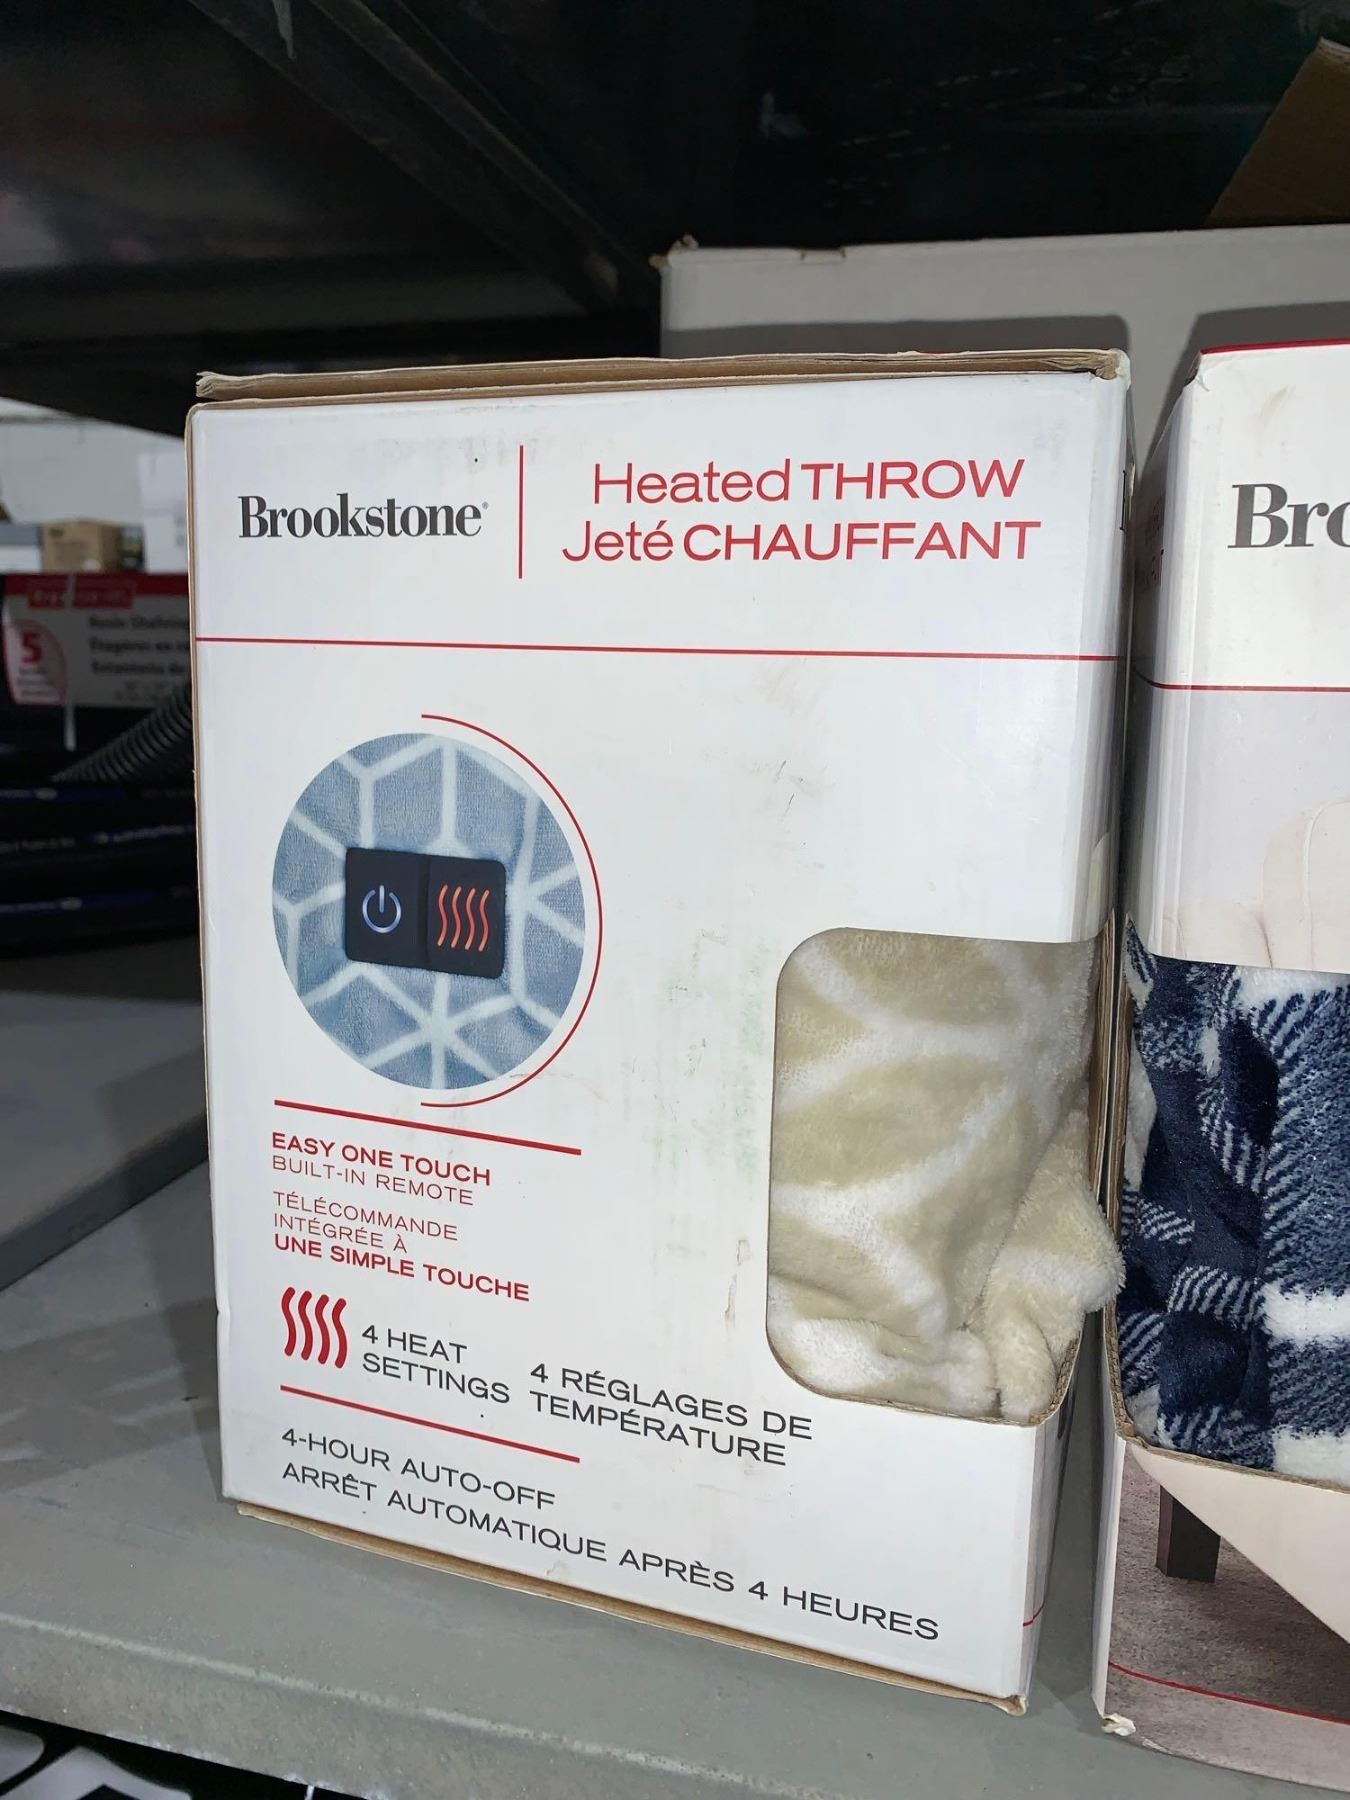 Brookstone®
Heated THROW
Jeté CHAUFFANT
EASY ONE TOUCH
BUILT-IN REMOTE
TÉLÉCOMMANDE
INTÉGRÉE À
UNE SIMPLE TOUCHE
4 HEAT
SETTINGS
4 RÉGLAGES DE
TEMPÉRATURE
4-HOUR AUTO-OFF
ARRÊT AUTOMATIQUE APRÈS 4 HEURES
Bro
5